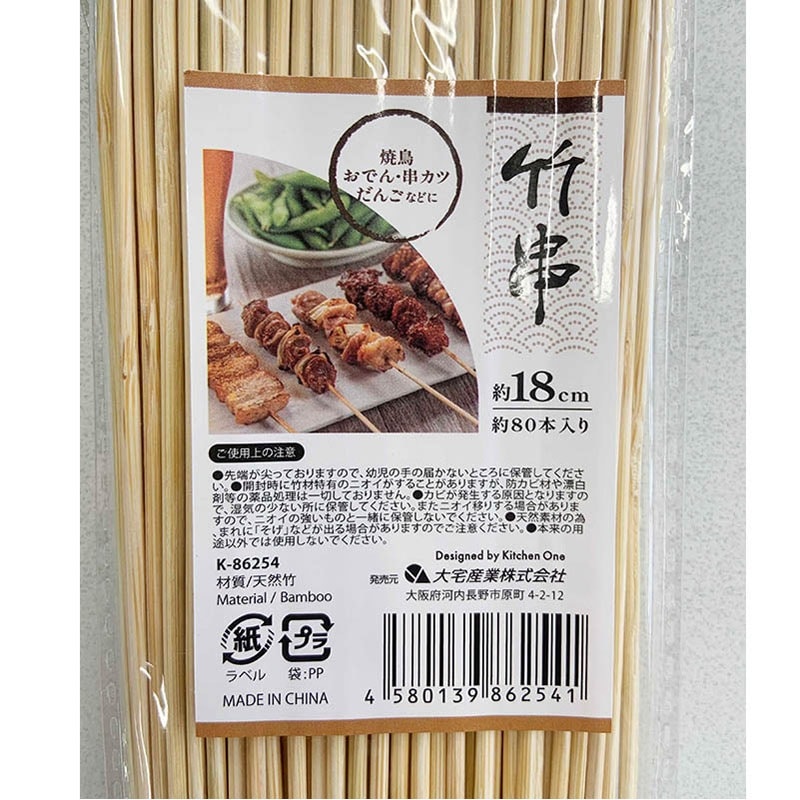 焼鳥
おでん・串カツ
だんごなどに
竹串
約18cm
約80本入り
ご使用上の注意
●先端が尖っておりますので、幼児の手の届かないところに保管してくださ
い。●開封時に竹材特有のニオイがすることがありますが、防カビ材や漂白
剤等の薬品処理は一切しておりません。●カビが発生する原因となりますの
で、湿気の少ない所に保管してください。またニオイ移りする場合がありま
すので、ニオイの強いものと一緒に保管しないでください。●天然素材の為、
まれに「そげ」などが出る場合がありますのでご注意ください。●本来の用
途以外では使用しないでください。
K-86254
材質/天然竹
Material / Bamboo
Designed by Kitchen One
発売元 大宅産業株式会社
大阪府河内長野市原町 4-2-12
紙
ラベル
プラ
袋:PP
MADE IN CHINA
4 580139 862541